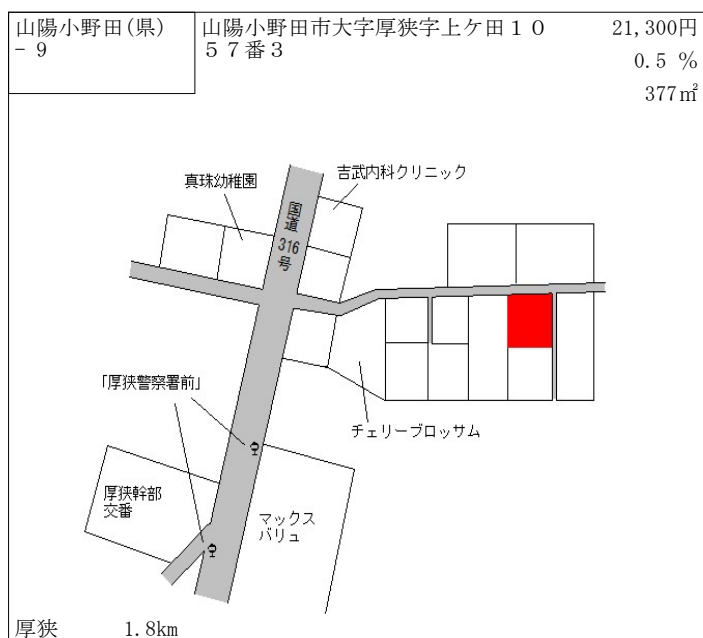 山陽小野田(県)
－9
山陽小野田市大字厚狭字上ケ田１０
５７番３
21,300円
0.5 %
377㎡
吉武内科クリニック
真珠幼稚園
国道
316
号
「厚狭警察署前」
チェリーブロッサム
厚狭幹部
交番
マックス
バリュ
厚狭 1.8km